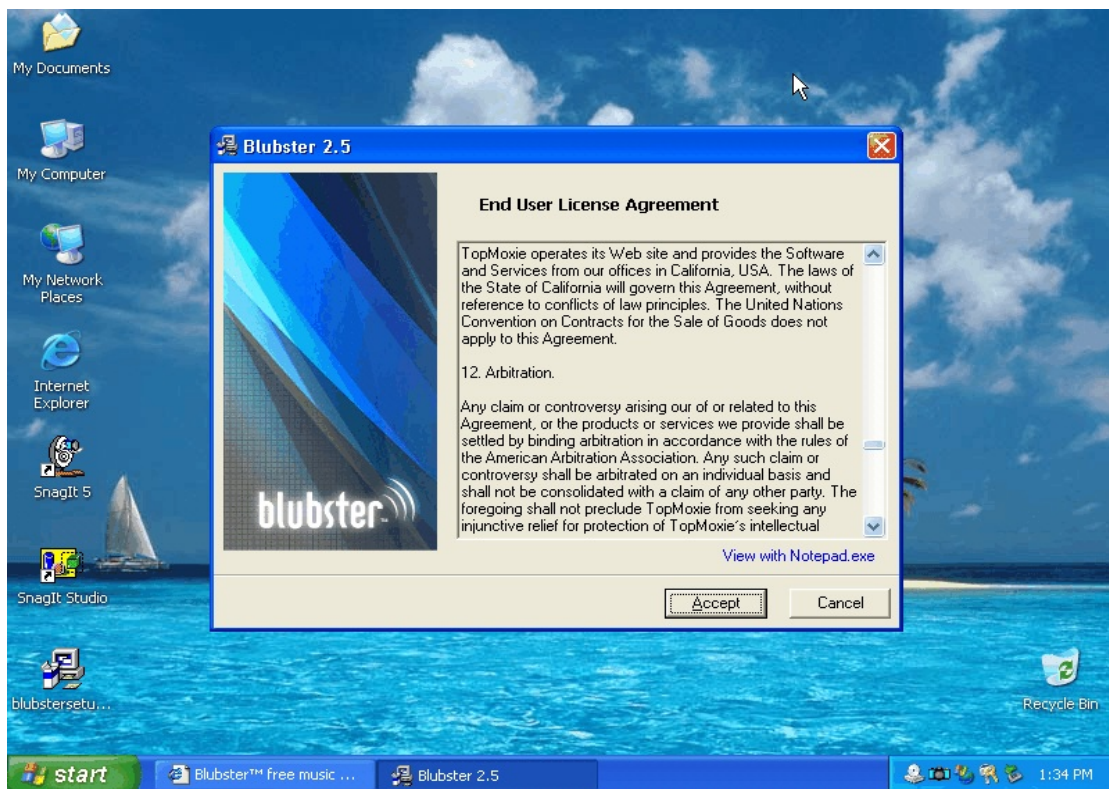 My Documents
My Computer
My Network
Places
Internet
Explorer
SnagIt 5
SnagIt Studio
blubstersetu...
Blubster 2.5
End User License Agreement
TopMoxie operates its Web site and provides the Software
and Services from our offices in California, USA. The laws of
the State of California will govern this Agreement, without
reference to conflicts of law principles. The United Nations
Convention on Contracts for the Sale of Goods does not
apply to this Agreement.
12. Arbitration.
Any claim or controversy arising our of or related to this
Agreement, or the products or services we provide shall be
settled by binding arbitration in accordance with the rules of
the American Arbitration Association. Any such claim or
controversy shall be arbitrated on an individual basis and
shall not be consolidated with a claim of any other party. The
foregoing shall not preclude TopMoxie from seeking any
injunctive relief for protection of TopMoxie´s intellectual
blubster
View with Notepad.exe
Accept
Cancel
Recycle Bin
start
Blubster™ free music ...
Blubster 2.5
1:34 PM